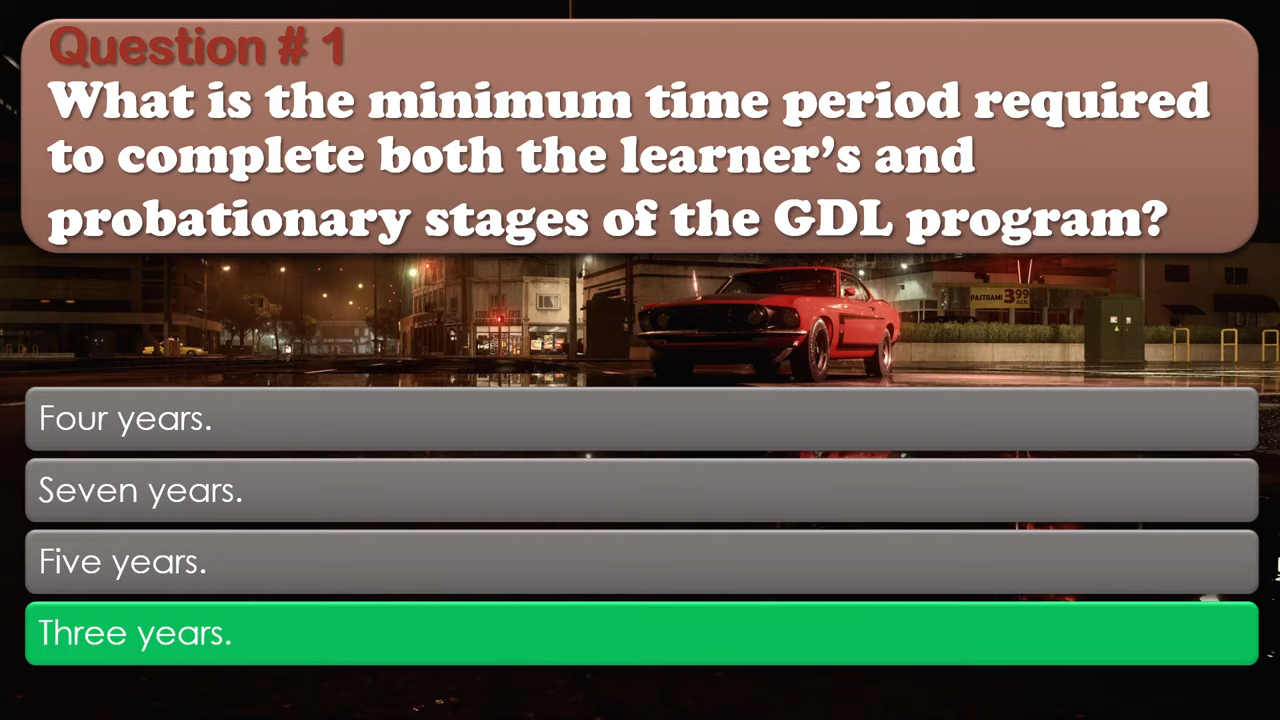 Question # 1
What is the minimum time period required
to complete both the learner’s and
probationary stages of the GDL program?
PASTRAMI 3.99
Four years.
Seven years.
Five years.
Three years.